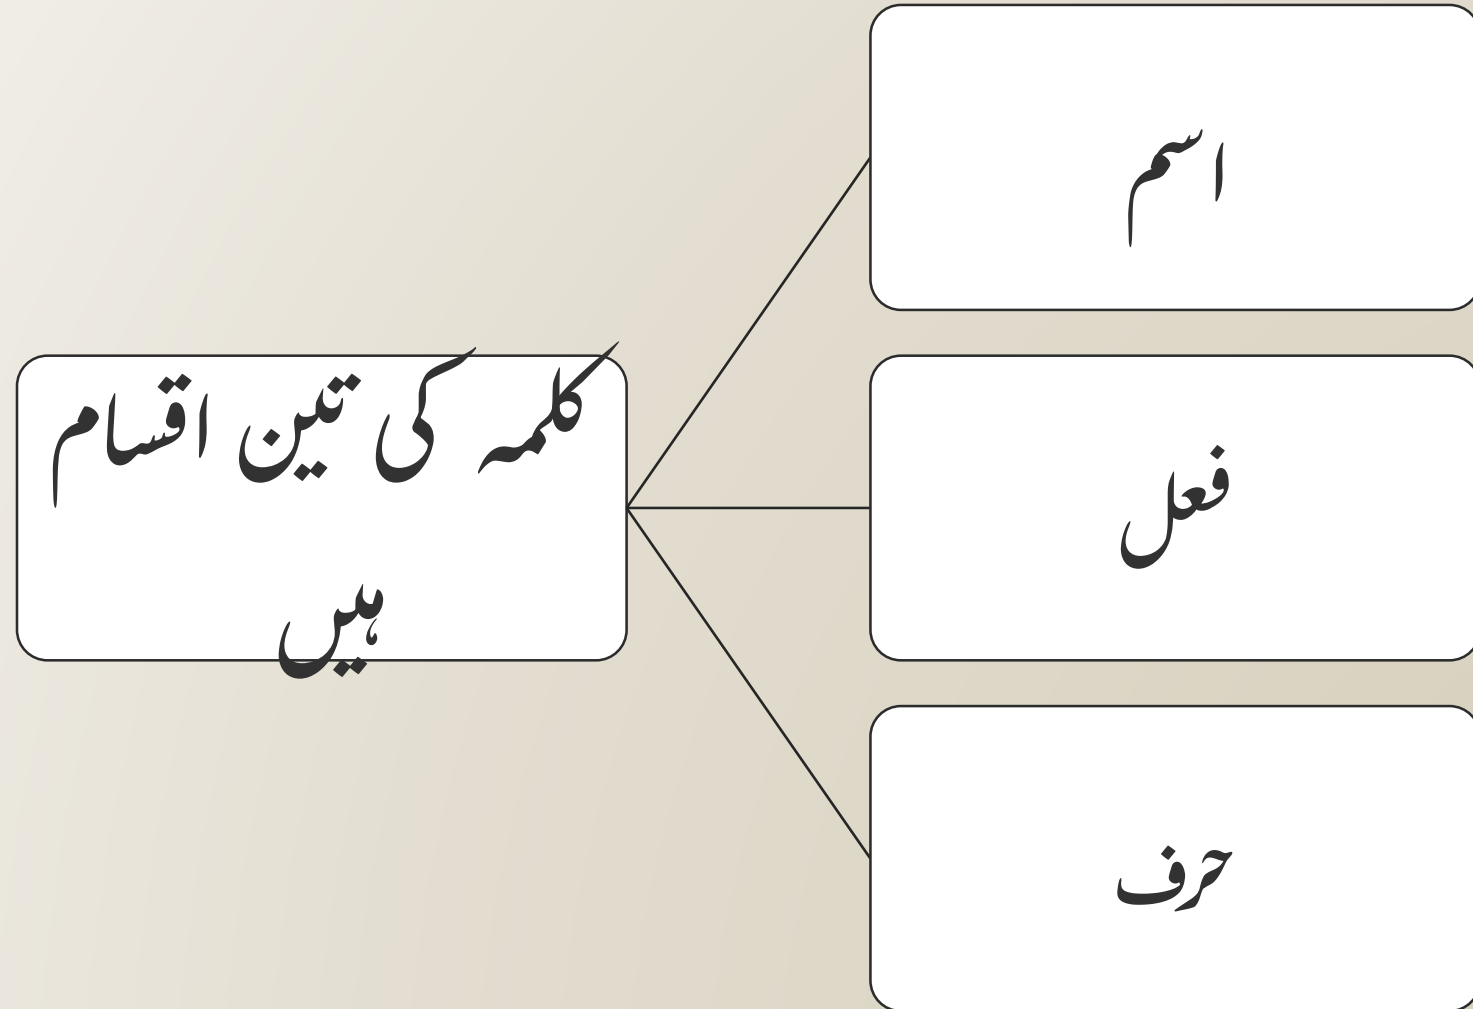 کلمہ کی تین اقسام
ہیں
اسم
فعل
حرف